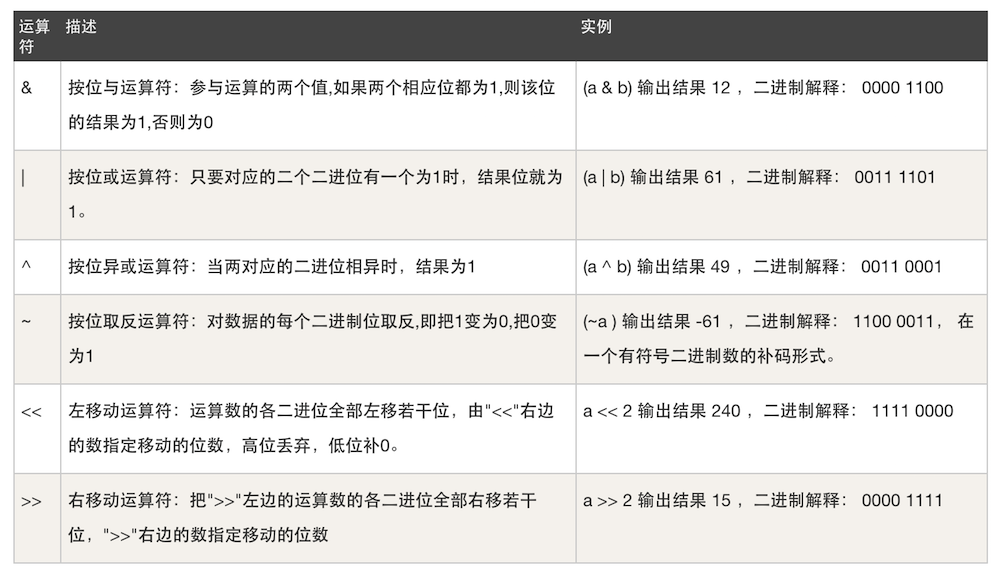 运算符 描述 实例
& 按位与运算符：参与运算的两个值,如果两个相应位都为1,则该位 (a & b) 输出结果 12 ，二进制解释： 0000 1100
的结果为1,否则为0
| 按位或运算符：只要对应的二个二进位有一个为1时，结果位就为 (a | b) 输出结果 61 ，二进制解释： 0011 1101
1。
^ 按位异或运算符：当两对应的二进位相异时，结果为1 (a ^ b) 输出结果 49 ，二进制解释： 0011 0001
~ 按位取反运算符：对数据的每个二进制位取反,即把1变为0,把0变 (~a ) 输出结果 -61 ，二进制解释： 1100 0011， 在
为1 一个有符号二进制数的补码形式。
<< 左移动运算符：运算数的各二进位全部左移若干位，由"<<"右边 a << 2 输出结果 240 ，二进制解释： 1111 0000
的数指定移动的位数，高位丢弃，低位补0。
>> 右移动运算符：把">>"左边的运算数的各二进位全部右移若干 a >> 2 输出结果 15 ，二进制解释： 0000 1111
位，">>"右边的数指定移动的位数